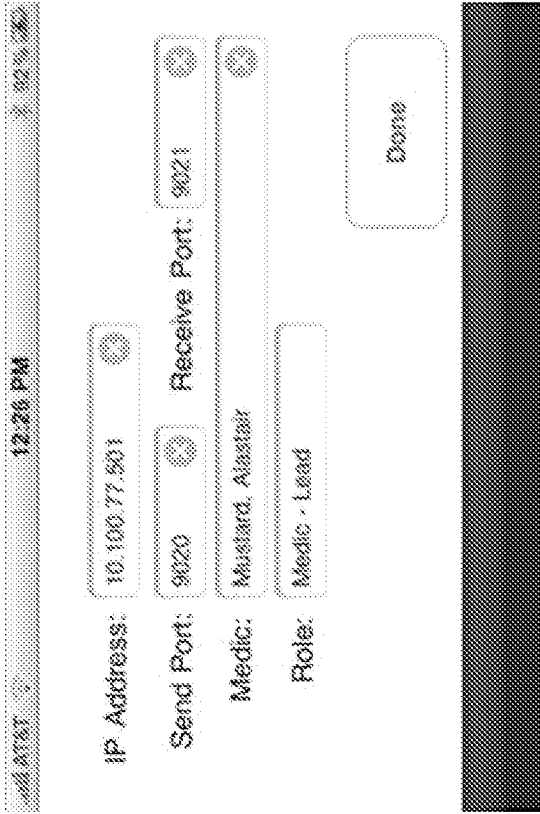 AT&T 12:26 PM 82%
IP Address: 10.100.77.501
Send Port: 9020 Receive Port: 9021
Medic: Mustard, Alastair
Role: Medic - Lead
Done